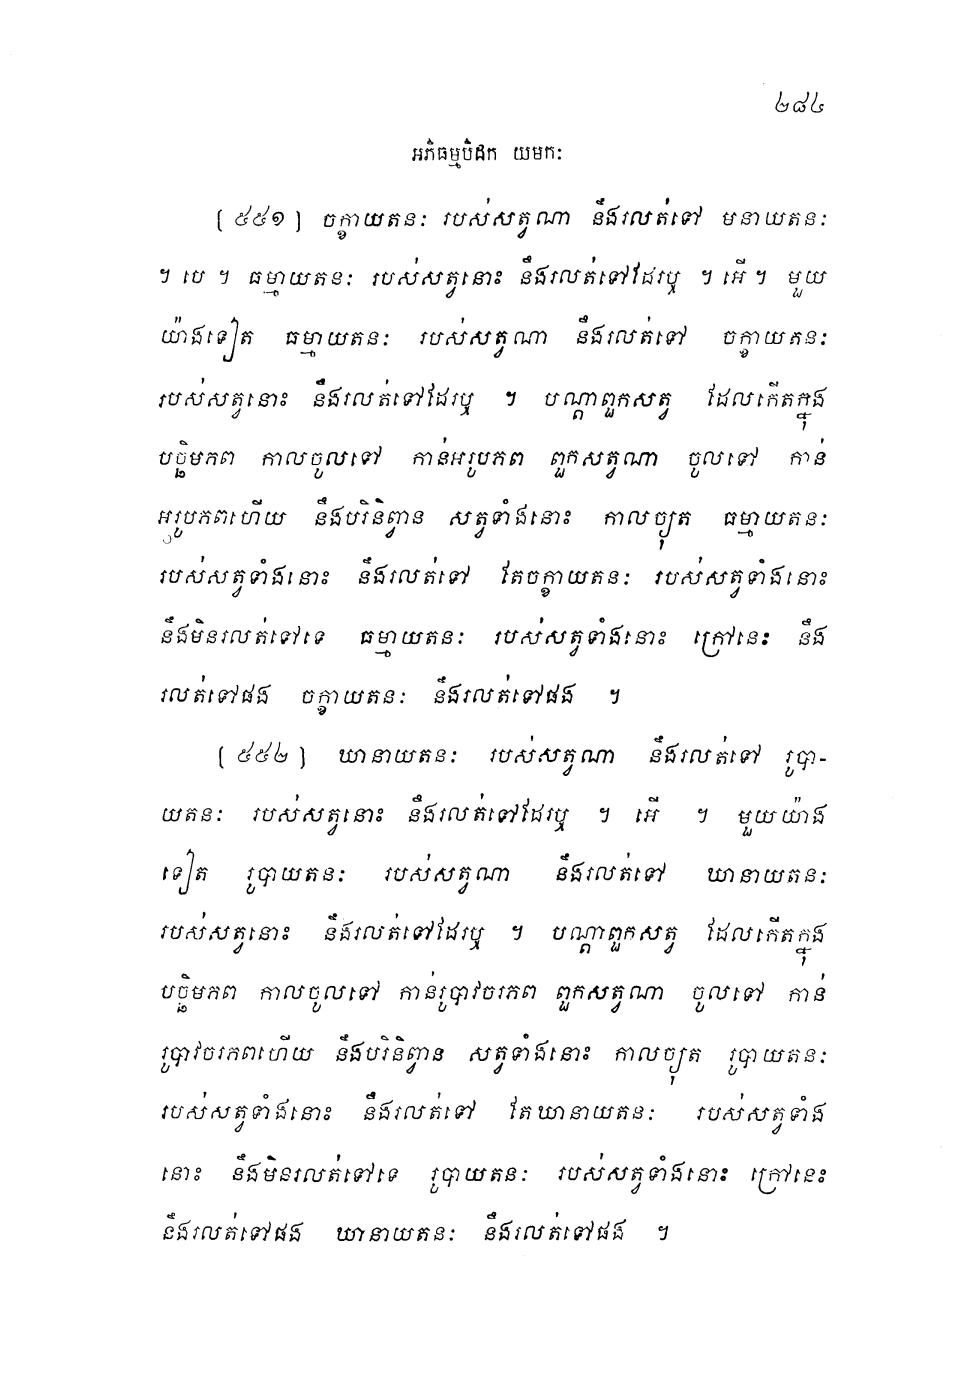 ២៨៤
អភិធម្មបិដក យមកៈ
[ ៥៥១ ] ចក្ខាយតនៈ របស់សត្វណា នឹងរលត់ទៅ មនាយតនៈ
។ បេ ។ ធម្មាយតនៈ របស់សត្វនោះ នឹងរលត់ទៅដែរឬ ។ អើ ។ មួយ
យ៉ាងទៀត ធម្មាយតនៈ របស់សត្វណា នឹងរលត់ទៅ ចក្ខាយតនៈ
របស់សត្វនោះ នឹងរលត់ទៅដែរឬ ។ បណ្តាពួកសត្វ ដែលកើតក្នុង
បច្ឆិមភព កាលចូលទៅ កាន់អរូបភព ពួកសត្វណា ចូលទៅ កាន់
អរូបភពហើយ នឹងបរិនិព្វាន សត្វទាំងនោះ កាលច្យុត ធម្មាយតនៈ
របស់សត្វទាំងនោះ នឹងរលត់ទៅ តែចក្ខាយតនៈ របស់សត្វទាំងនោះ
នឹងមិនរលត់ទៅទេ ធម្មាយតនៈ របស់សត្វទាំងនោះ ក្រៅនេះ នឹង
រលត់ទៅផង ចក្ខាយតនៈ នឹងរលត់ទៅផង ។
[ ៥៥២ ] ឃានាយតនៈ របស់សត្វណា នឹងរលត់ទៅ រូបា-
យតនៈ របស់សត្វនោះ នឹងរលត់ទៅដែរឬ ។ អើ ។ មួយយ៉ាង
ទៀត រូបាយតនៈ របស់សត្វណា នឹងរលត់ទៅ ឃានាយតនៈ
របស់សត្វនោះ នឹងរលត់ទៅដែរឬ ។ បណ្តាពួកសត្វ ដែលកើតក្នុង
បច្ឆិមភព កាលចូលទៅ កាន់រូបាវចរភព ពួកសត្វណា ចូលទៅ កាន់
រូបាវចរភពហើយ នឹងបរិនិព្វាន សត្វទាំងនោះ កាលច្យុត រូបាយតនៈ
របស់សត្វទាំងនោះ នឹងរលត់ទៅ តែឃានាយតនៈ របស់សត្វទាំង
នោះ នឹងមិនរលត់ទៅទេ រូបាយតនៈ របស់សត្វទាំងនោះ ក្រៅនេះ
នឹងរលត់ទៅផង ឃានាយតនៈ នឹងរលត់ទៅផង ។